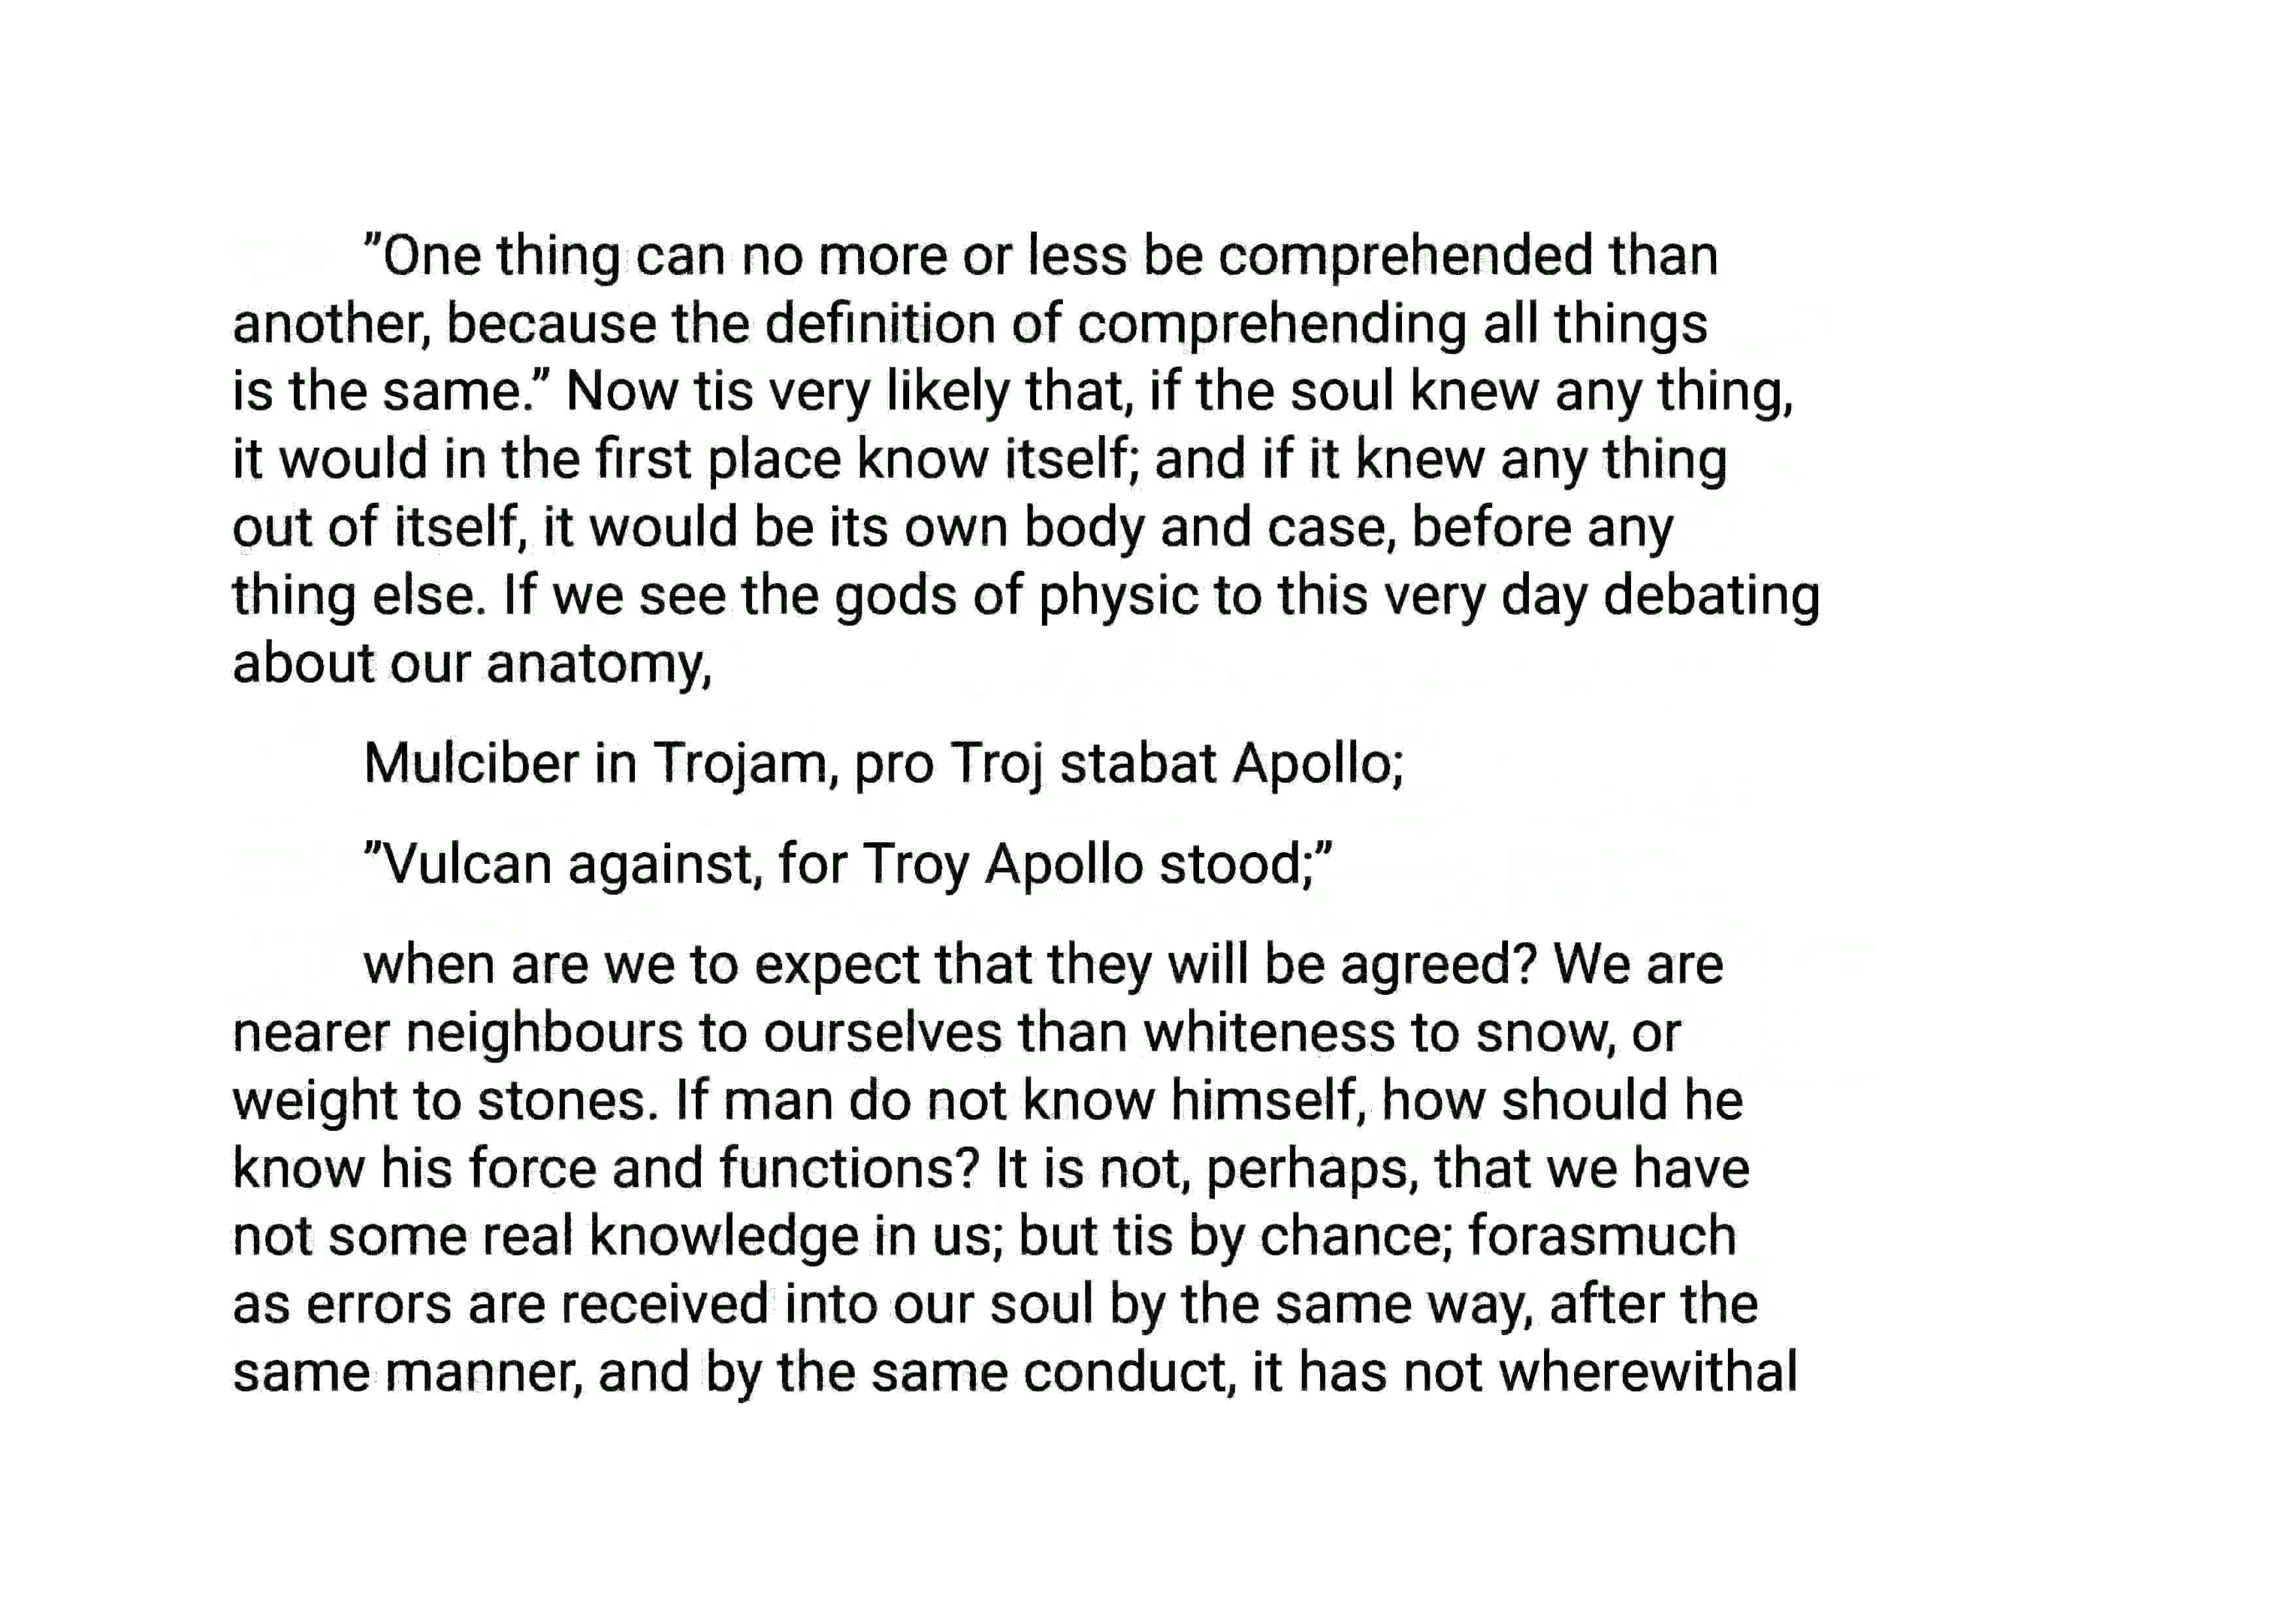 ”One thing can no more or less be comprehended than
another, because the definition of comprehending all things
is the same.” Now tis very likely that, if the soul knew any thing,
it would in the first place know itself; and if it knew any thing
out of itself, it would be its own body and case, before any
thing else. If we see the gods of physic to this very day debating
about our anatomy,
Mulciber in Trojam, pro Troj stabat Apollo;
”Vulcan against, for Troy Apollo stood;”
when are we to expect that they will be agreed? We are
nearer neighbours to ourselves than whiteness to snow, or
weight to stones. If man do not know himself, how should he
know his force and functions? It is not, perhaps, that we have
not some real knowledge in us; but tis by chance; forasmuch
as errors are received into our soul by the same way, after the
same manner, and by the same conduct, it has not wherewithal